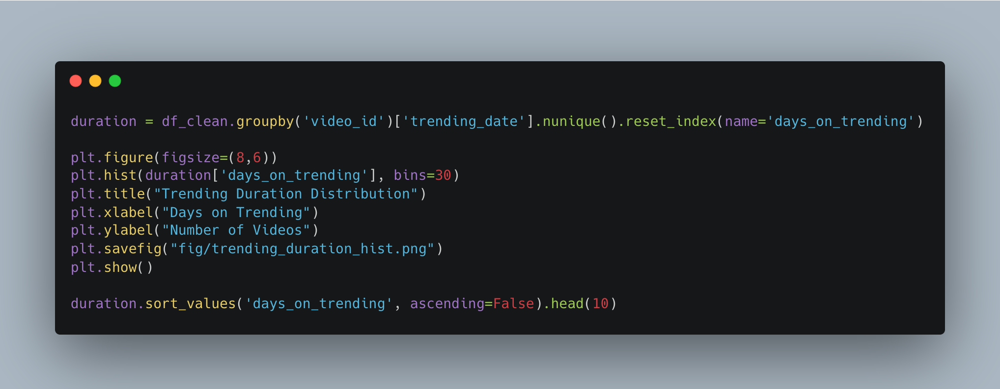 duration = df_clean.groupby('video_id')['trending_date'].nunique().reset_index(name='days_on_trending')
plt.figure(figsize=(8,6))
plt.hist(duration['days_on_trending'], bins=30)
plt.title("Trending Duration Distribution")
plt.xlabel("Days on Trending")
plt.ylabel("Number of Videos")
plt.savefig("fig/trending_duration_hist.png")
plt.show()
duration.sort_values('days_on_trending', ascending=False).head(10)